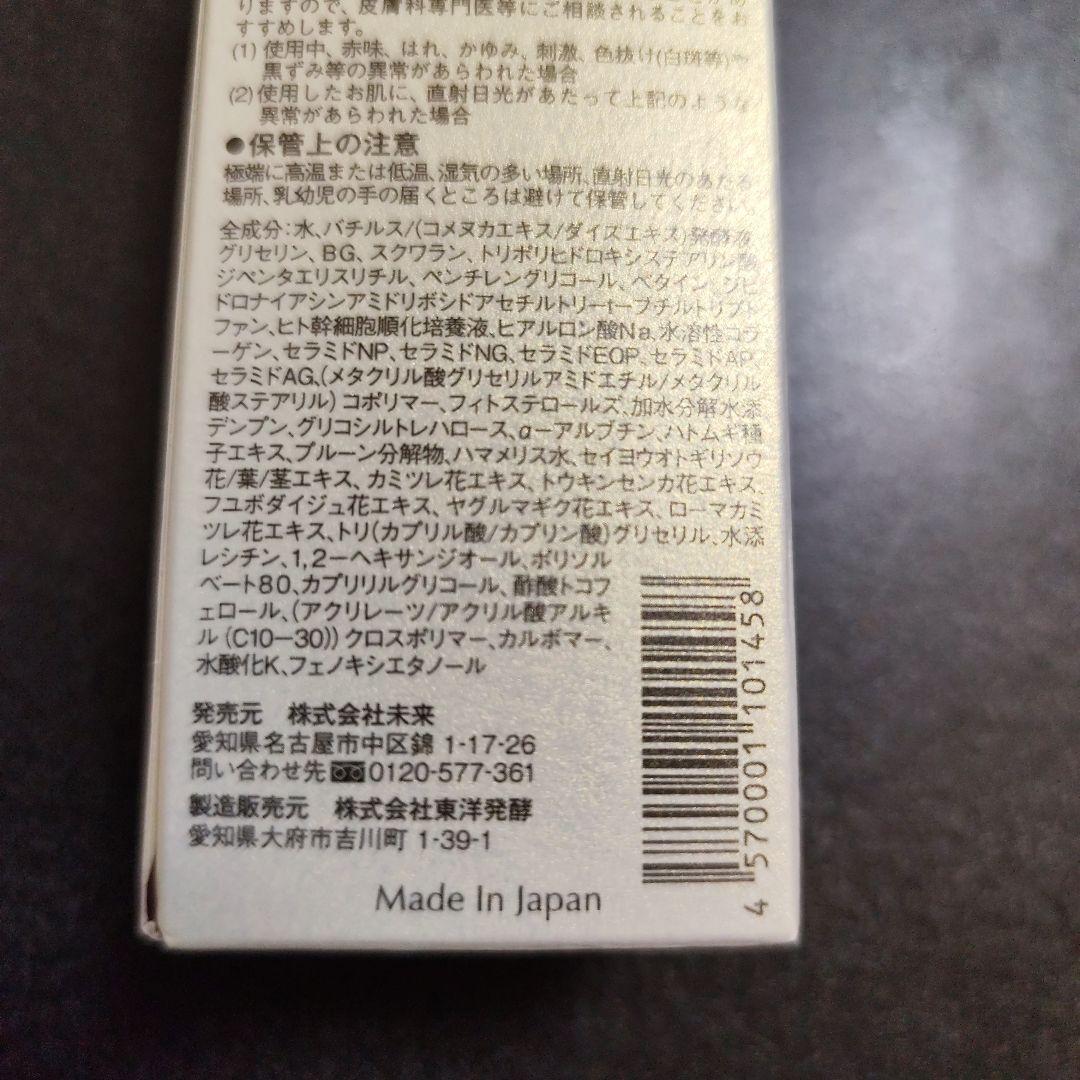 りますので、皮膚科専門医等にご相談されることをお
すすめします。
(1) 使用中、赤味、はれ、かゆみ、刺激、色抜け(白斑等)や
黒ずみ等の異常があらわれた場合
(2)使用したお肌に、直射日光があたって上記のような
異常があらわれた場合
●保管上の注意
極端に高温または低温、湿気の多い場所、直射日光のあたる
場所、乳幼児の手の届くところは避けて保管してください。
全成分:水、バチルス/(コメヌカエキス/ダイズエキス)発酵液、
グリセリン、BG、スクワラン、トリポリヒドロキシステアリン酸
ジペンタエリスリチル、ペンチレングリコール、ベタイン、ジヒ
ドロナイアシンアミドリボシドアセチルトリーtーブチルトリプト
ファン、ヒト幹細胞順化培養液、ヒアルロン酸Na、水溶性コラ
ーゲン、セラミドNP、セラミドNG、セラミドEOP、セラミドAP、
セラミドAG、(メタクリル酸グリセリルアミドエチル/メタクリル
酸ステアリル) コポリマー、フィトステロールズ、加水分解水添
デンプン、グリコシルトレハロース、α－アルブチン、ハトムギ種
子エキス、プルーン分解物、ハマメリス水、セイヨウオトギリソウ
花/葉/茎エキス、カミツレ花エキス、トウキンセンカ花エキス、
フユボダイジュ花エキス、ヤグルマギク花エキス、ローマカミ
ツレ花エキス、トリ(カプリル酸/カプリン酸)グリセリル、水添
レシチン、1,2－ヘキサンジオール、ポリソル
ベート80、カプリリルグリコール、酢酸トコフ
ェロール、(アクリレーツ/アクリル酸アルキ
ル (C10－30)) クロスポリマー、カルボマー、
水酸化K、フェノキシエタノール
発売元 株式会社未来
愛知県名古屋市中区錦 1-17-26
問い合わせ先 0120-577-361
製造販売元 株式会社東洋発酵
愛知県大府市吉川町 1-39-1
Made In Japan
4 570001 101458